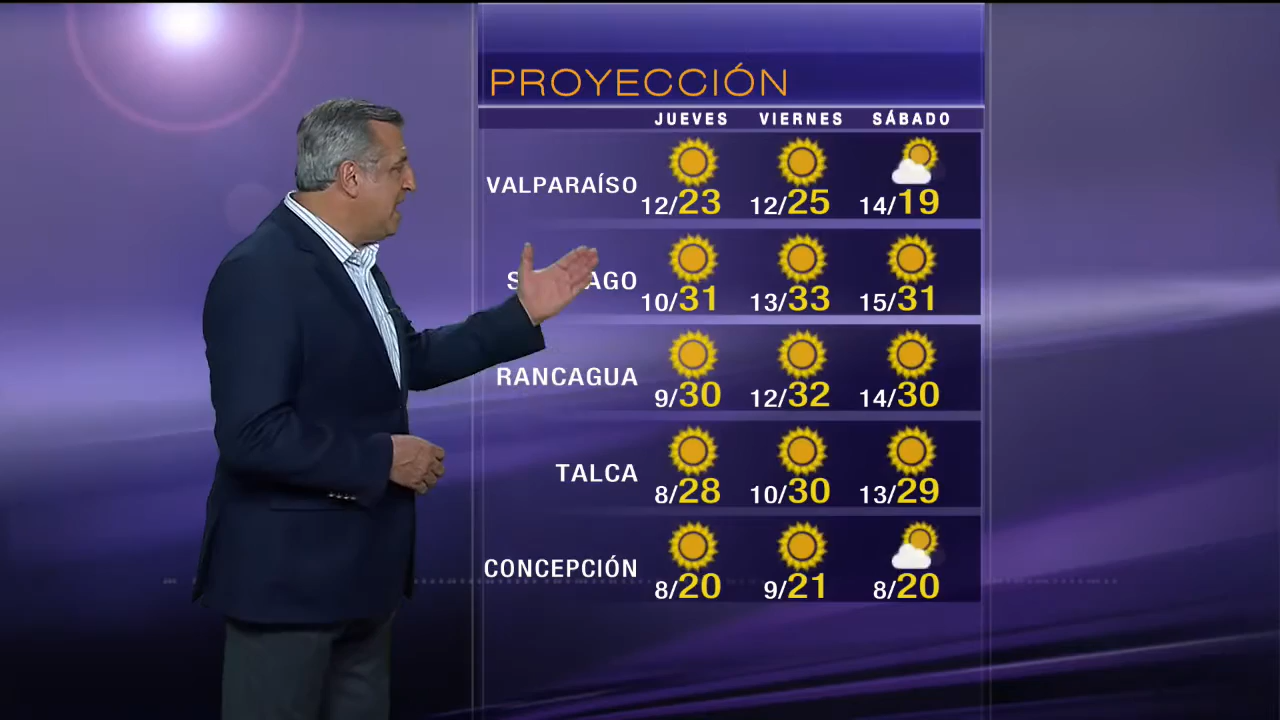 PROYECCIÓN
JUEVES VIERNES SÁBADO
VALPARAÍSO 12/23 12/25 14/19
10/31 13/33 15/31
RANCAGUA 9/30 12/32 14/30
TALCA 8/28 10/30 13/29
CONCEPCIÓN 8/20 9/21 8/20